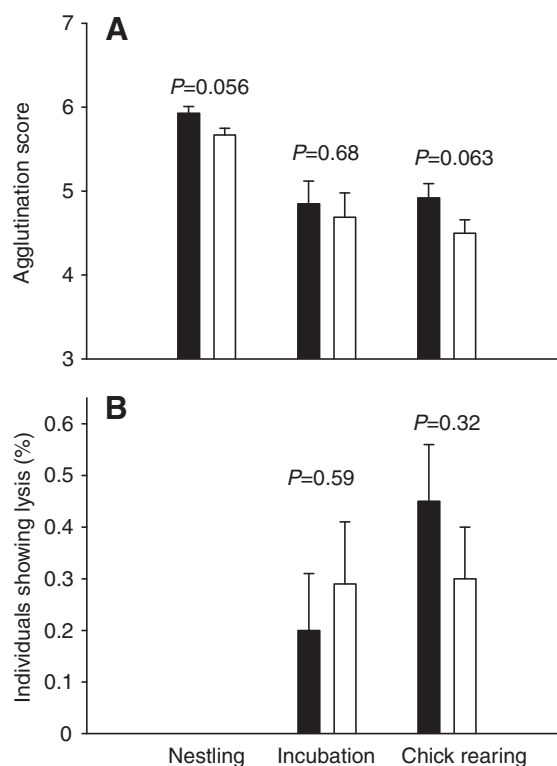 7
A
P=0.056
6
P=0.68
P=0.063
5
4
3
Agglutination score
B
0.6
P=0.32
0.5
P=0.59
0.4
0.3
0.2
0.1
0
Individuals showing lysis (%)
Nestling Incubation Chick rearing